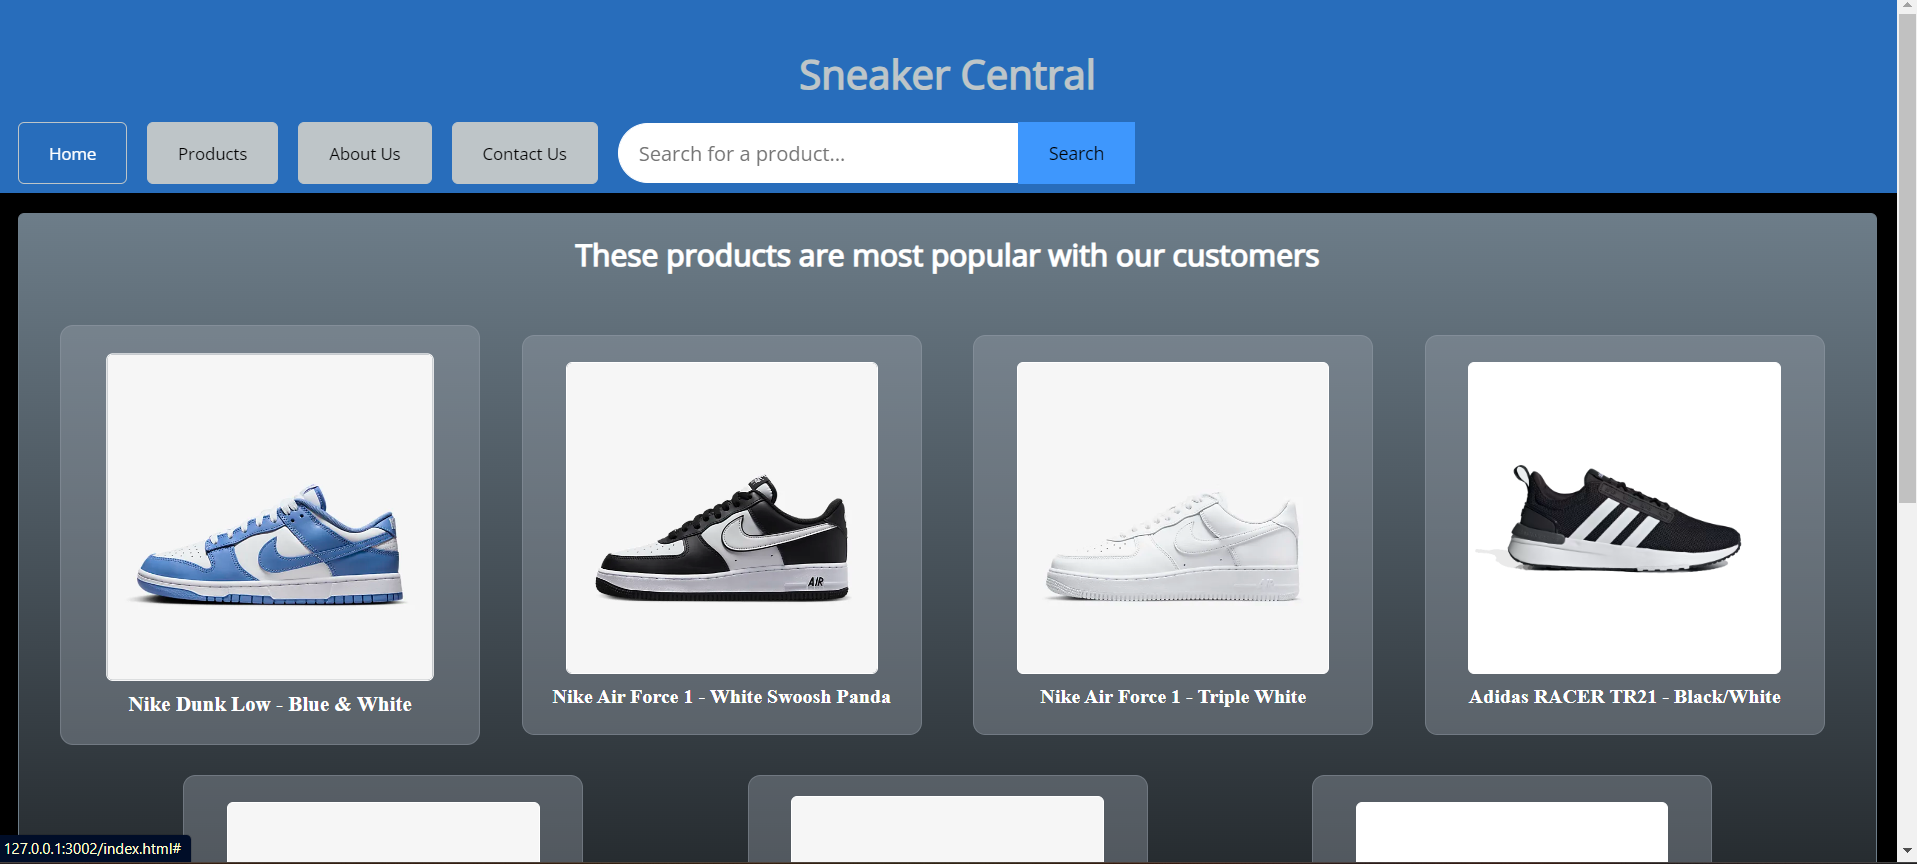 Sneaker Central
Home
Products
About Us
Contact Us
Search for a product...
Search
These products are most popular with our customers
AIR
Nike Dunk Low - Blue & White
Nike Air Force 1 - White Swoosh Panda
Nike Air Force 1 - Triple White
Adidas RACER TR21 - Black/White
127.0.0.1:3002/index.html#